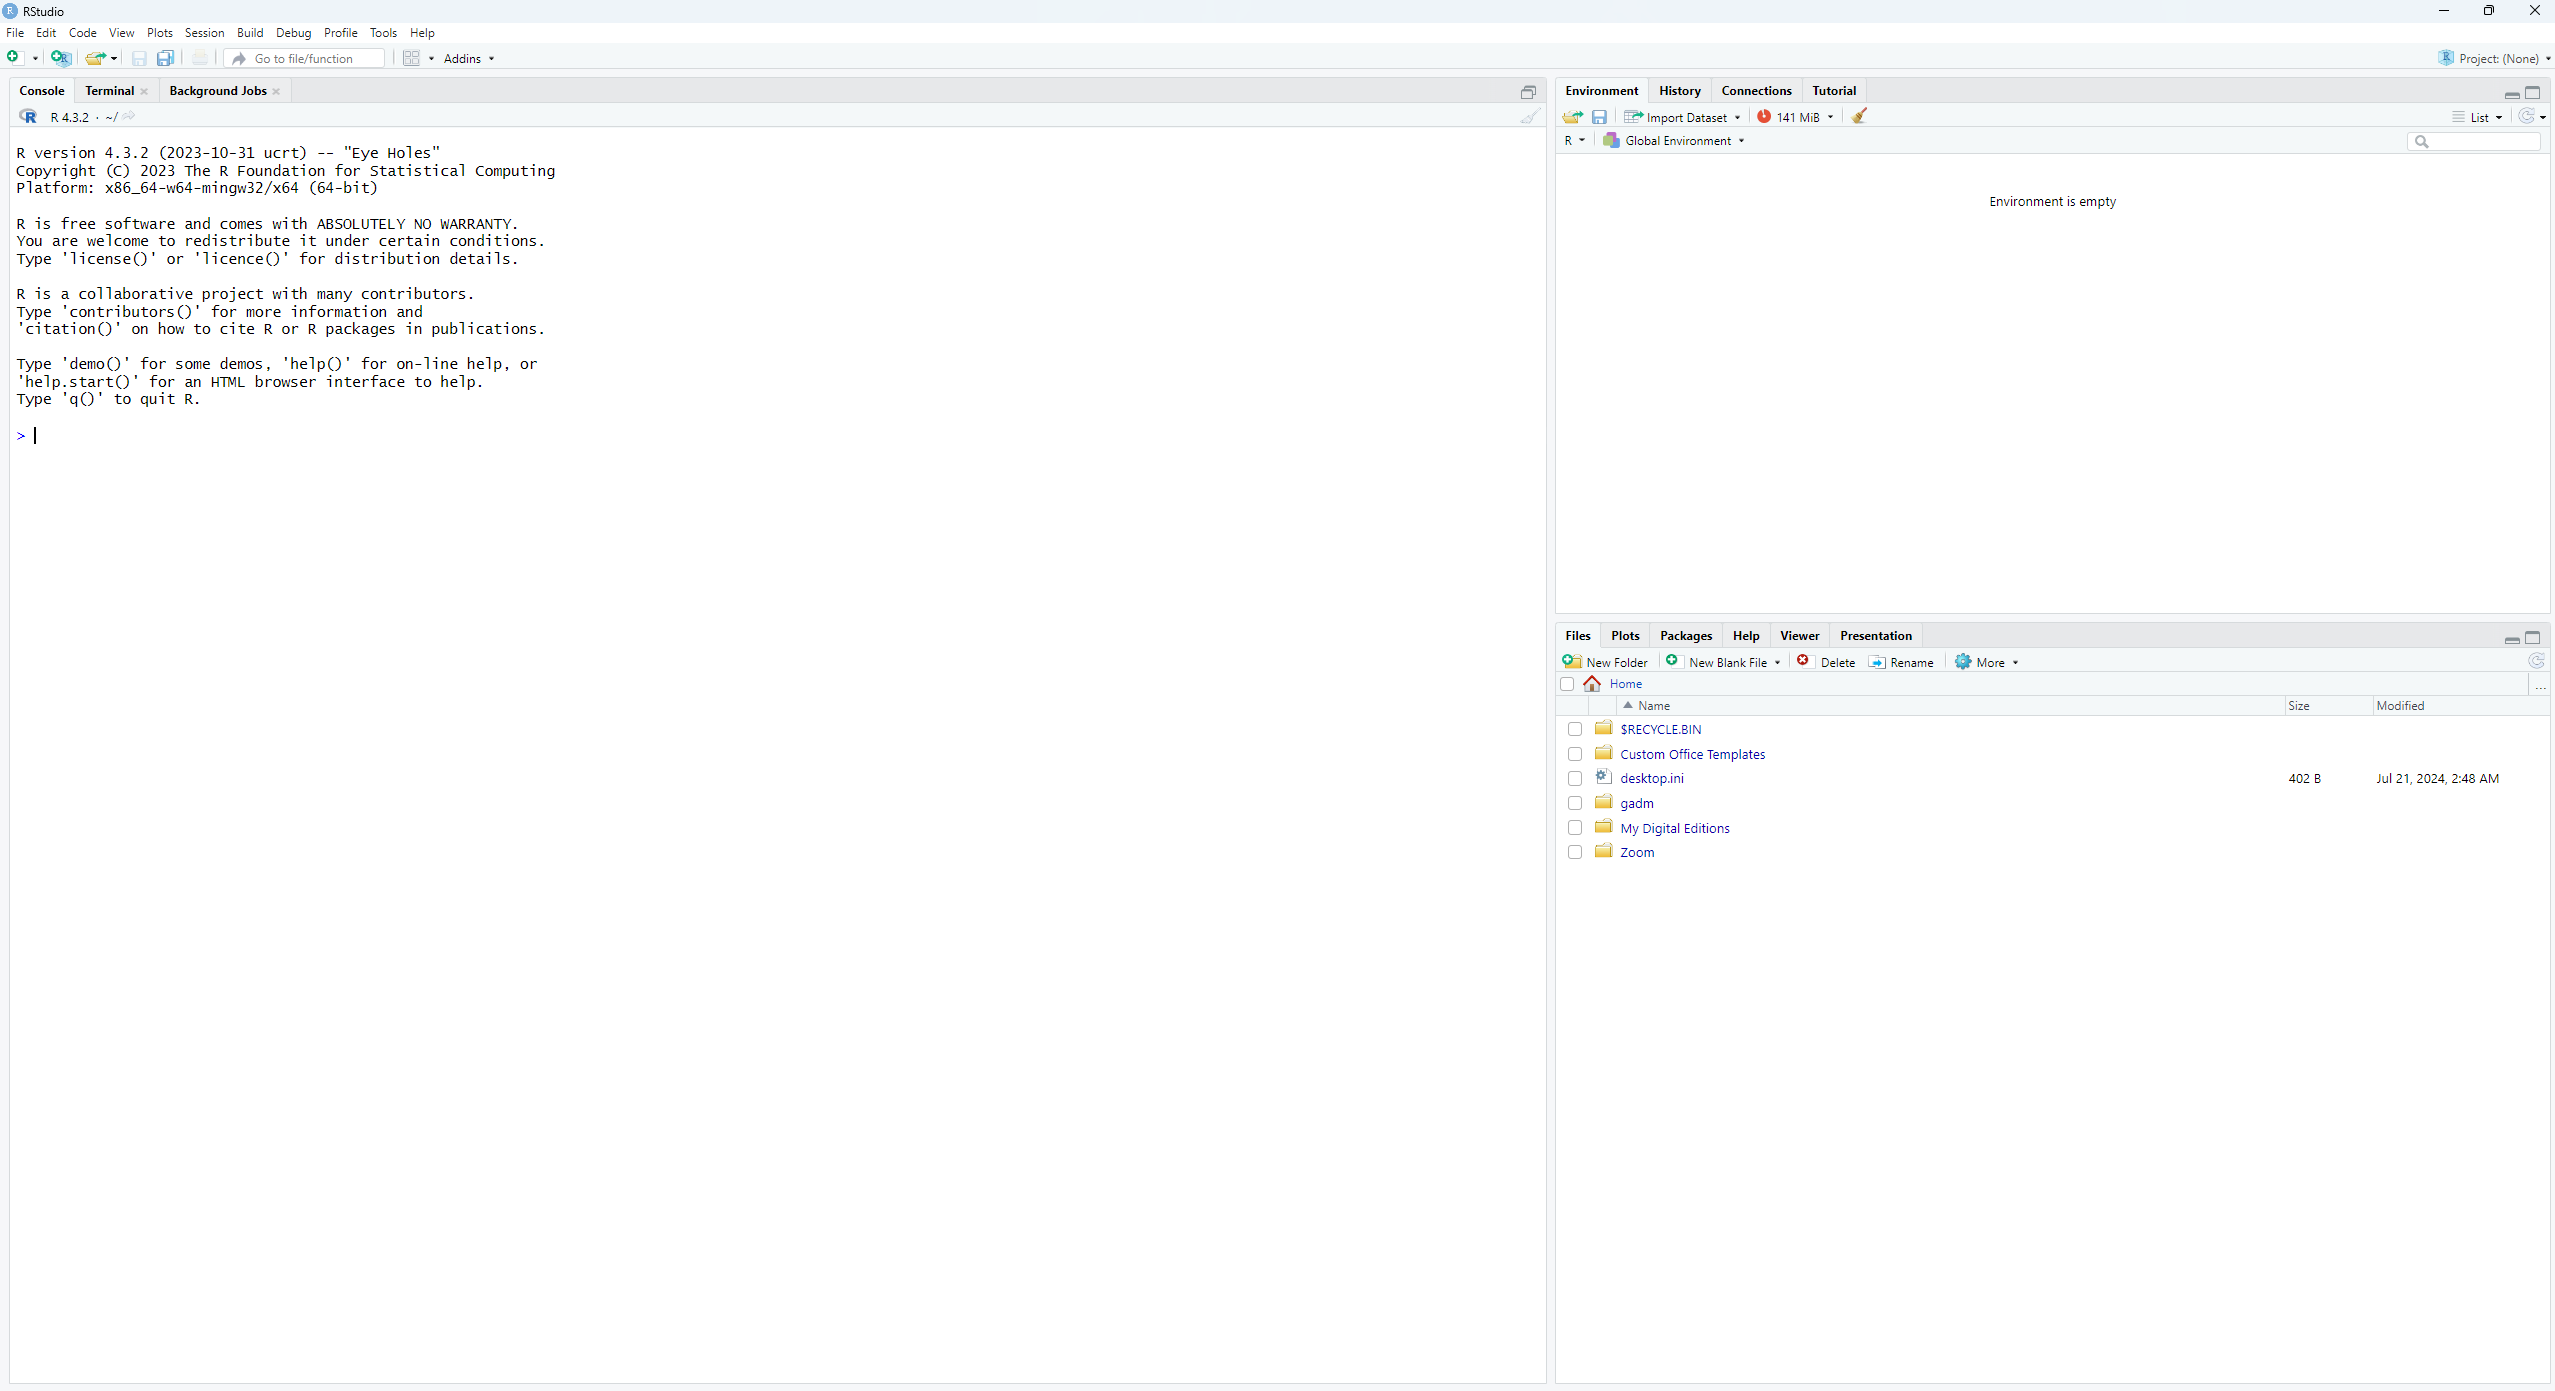 RStudio
File Edit Code View Plots Session Build Debug Profile Tools Help
Go to file/function Addins Project: (None)
Console Terminal Background Jobs
R 4.3.2 · ~/
R version 4.3.2 (2023-10-31 ucrt) -- "Eye Holes"
Copyright (C) 2023 The R Foundation for Statistical Computing
Platform: x86_64-w64-mingw32/x64 (64-bit)
R is free software and comes with ABSOLUTELY NO WARRANTY.
You are welcome to redistribute it under certain conditions.
Type 'license()' or 'licence()' for distribution details.
R is a collaborative project with many contributors.
Type 'contributors()' for more information and
'citation()' on how to cite R or R packages in publications.
Type 'demo()' for some demos, 'help()' for on-line help, or
'help.start()' for an HTML browser interface to help.
Type 'q()' to quit R.
>
Environment History Connections Tutorial
Import Dataset 141 MiB List
R Global Environment
Environment is empty
Files Plots Packages Help Viewer Presentation
New Folder New Blank File Delete Rename More
Home ...
Name Size Modified
$RECYCLE.BIN
Custom Office Templates
desktop.ini 402 B Jul 21, 2024, 2:48 AM
gadm
My Digital Editions
Zoom